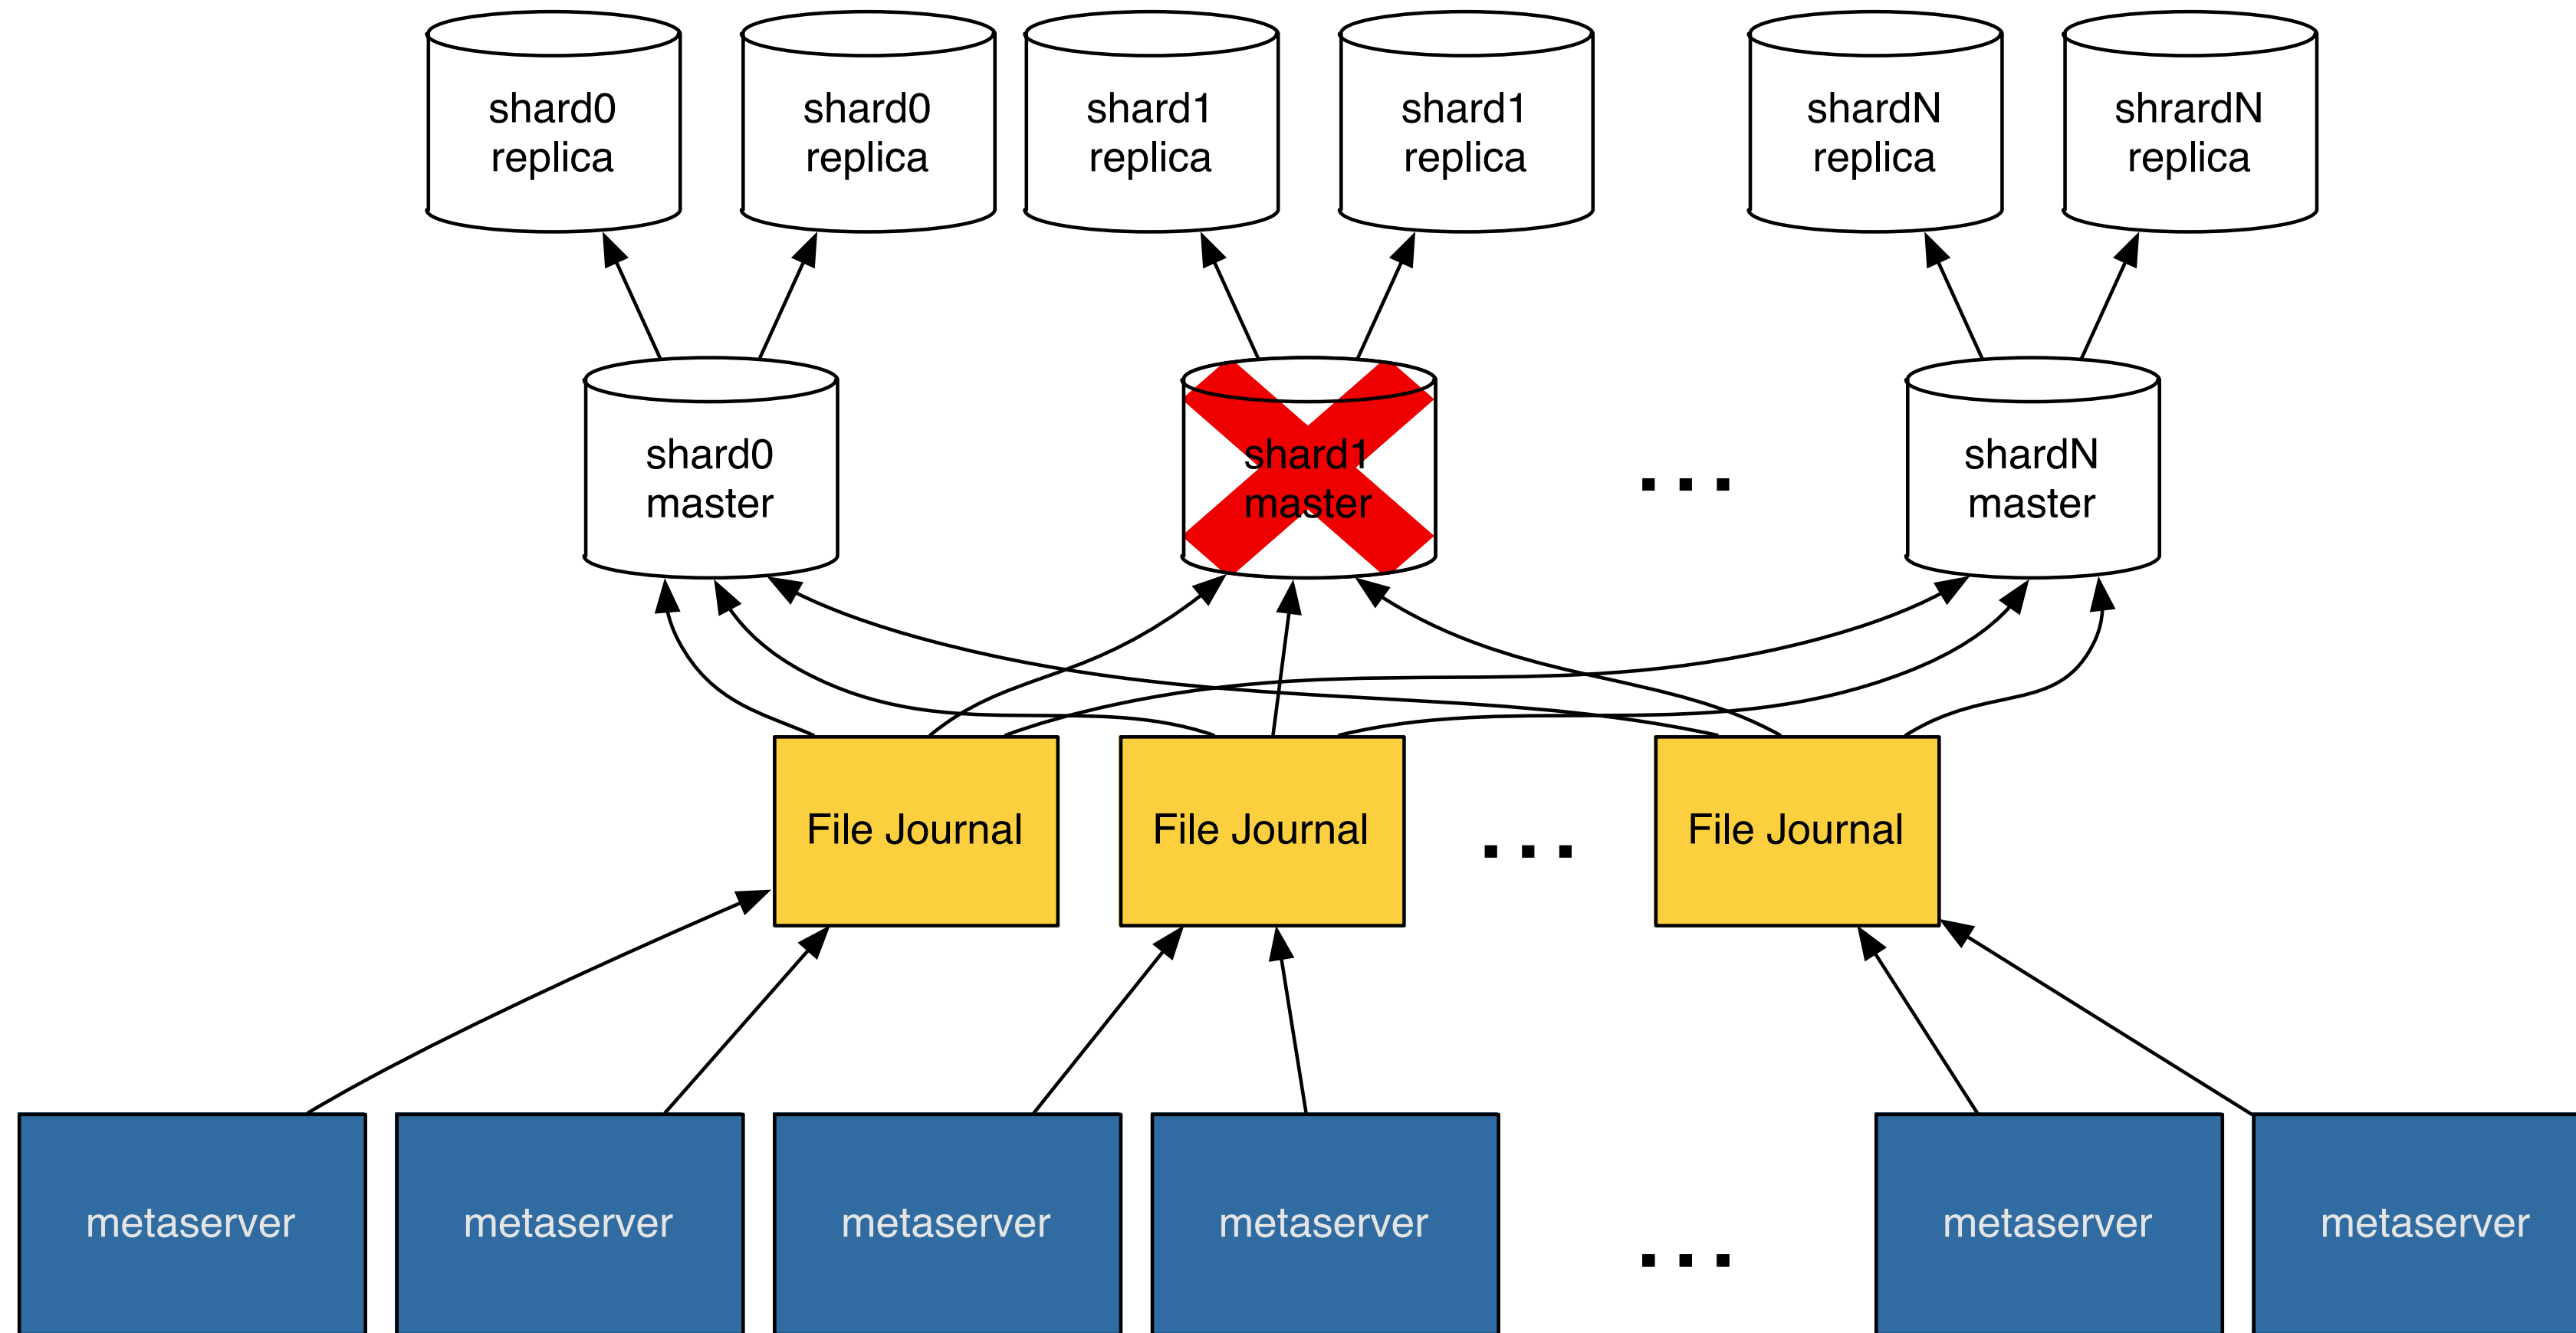 shard0
replica
shard0
replica
shard1
replica
shard1
replica
shardN
replica
shrardN
replica
shard0
master
shard1
master
...
shardN
master
File Journal
File Journal
...
File Journal
metaserver
metaserver
metaserver
metaserver
...
metaserver
metaserver